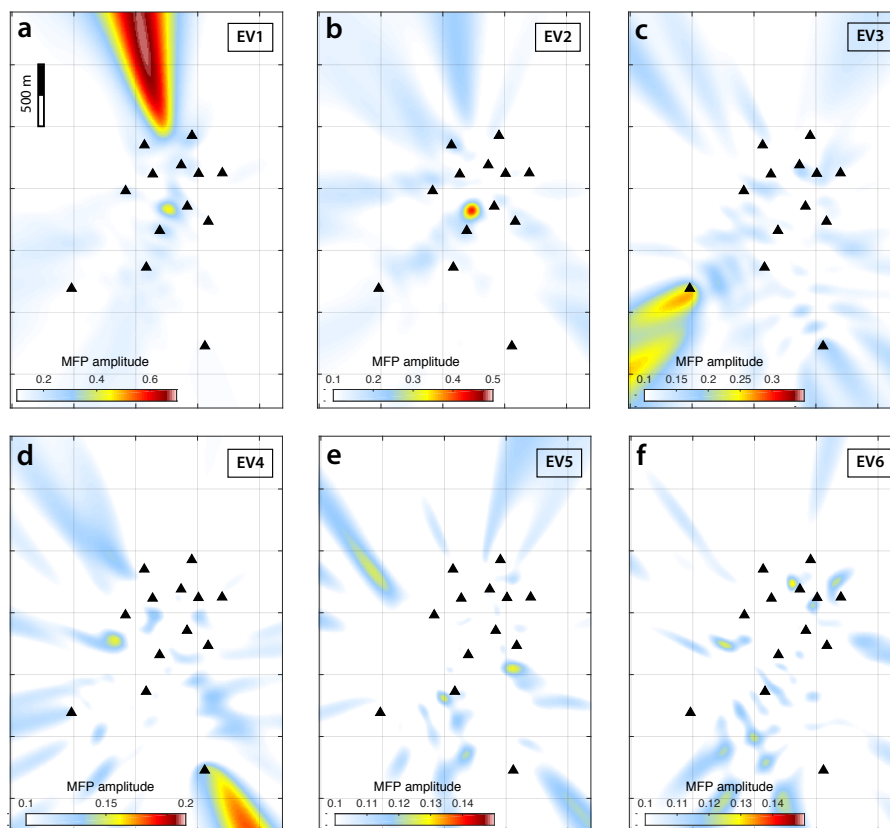 a
EV1
500 m
MFP amplitude
0.2 0.4 0.6
b
EV2
MFP amplitude
0.1 0.2 0.3 0.4 0.5
c
EV3
MFP amplitude
0.1 0.15 0.2 0.25 0.3
d
EV4
MFP amplitude
0.1 0.15 0.2
e
EV5
MFP amplitude
0.1 0.11 0.12 0.13 0.14
f
EV6
MFP amplitude
0.1 0.11 0.12 0.13 0.14